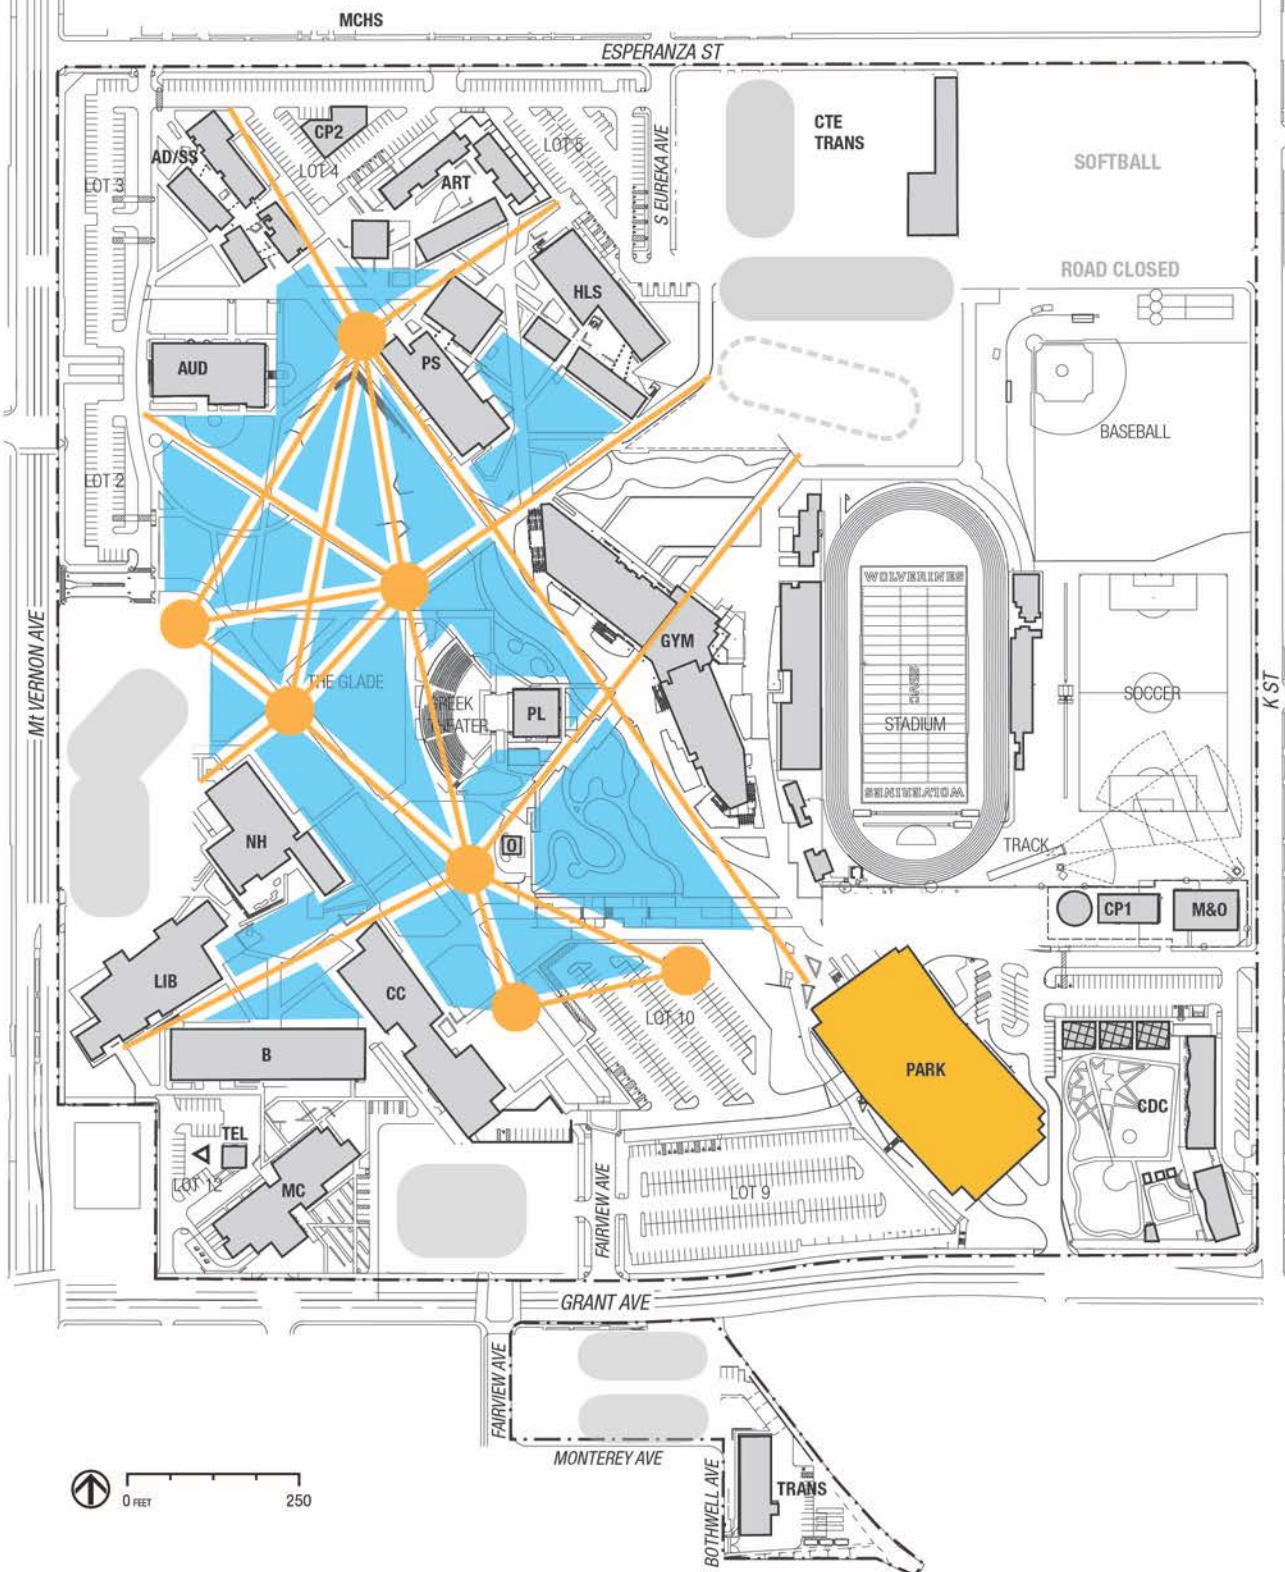 MCHS
ESPERANZA ST
CP2
AD/SS
LOT 4
LOT 5
ART
LOT 3
S EUREKA AVE
CTE
TRANS
SOFTBALL
ROAD CLOSED
HLS
PS
AUD
BASEBALL
LOT 2
WOLVERINES
Mt VERNON AVE
GYM
THE GLADE
GREEK
THEATER
PL
SBVC
STADIUM
SOCCER
K ST
WOLVERINES
NH
O
TRACK
CP1
M&O
LIB
CC
LOT 10
B
PARK
CDC
TEL
LOT 12
MC
LOT 9
FAIRVIEW AVE
GRANT AVE
FAIRVIEW AVE
MONTEREY AVE
BOTHWELL AVE
TRANS
0 FEET
250